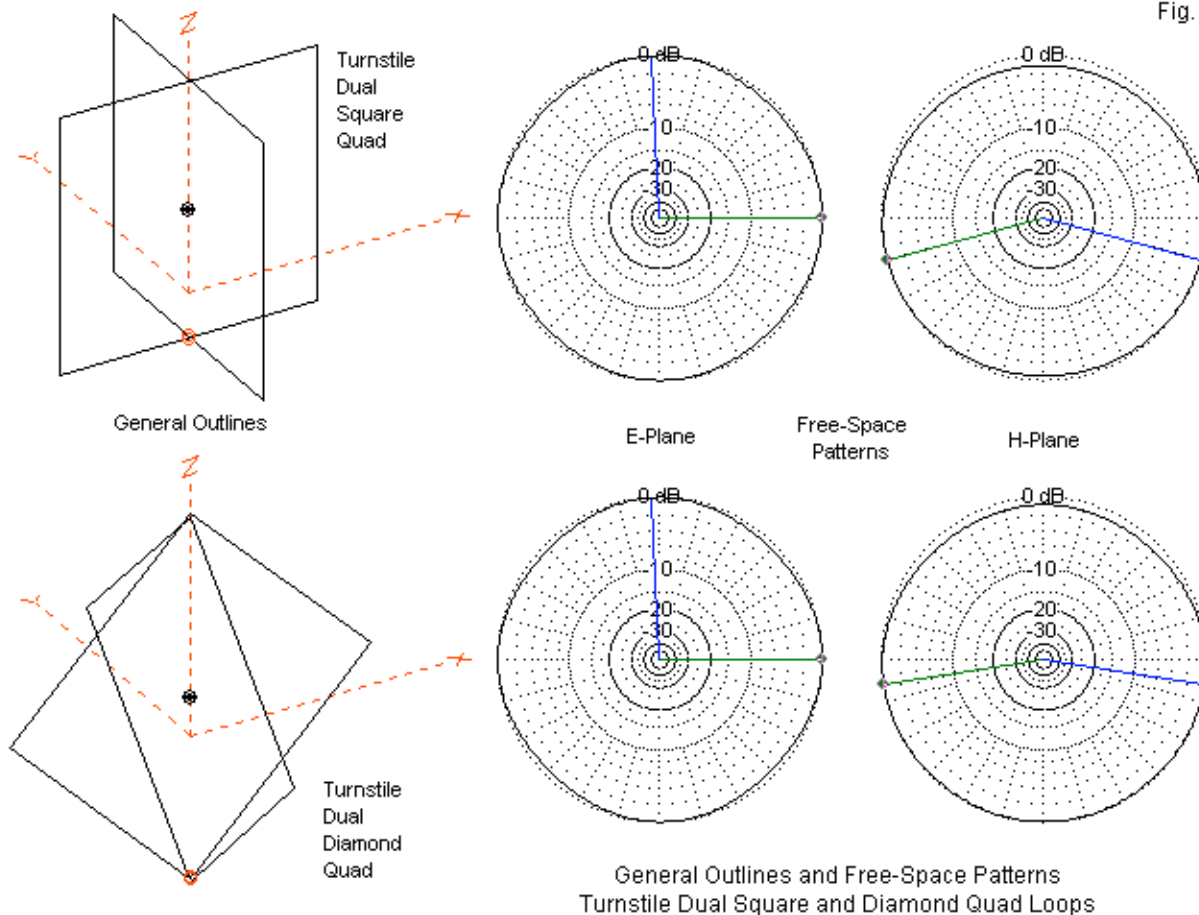 Fig.
Z
Y
X
Turnstile
Dual
Square
Quad
0 dB
-10
-20
-30
0 dB
-10
-20
-30
General Outlines
E-Plane
Free-Space
Patterns
H-Plane
Z
Y
X
Turnstile
Dual
Diamond
Quad
0 dB
-10
-20
-30
0 dB
-10
-20
-30
General Outlines and Free-Space Patterns
Turnstile Dual Square and Diamond Quad Loops